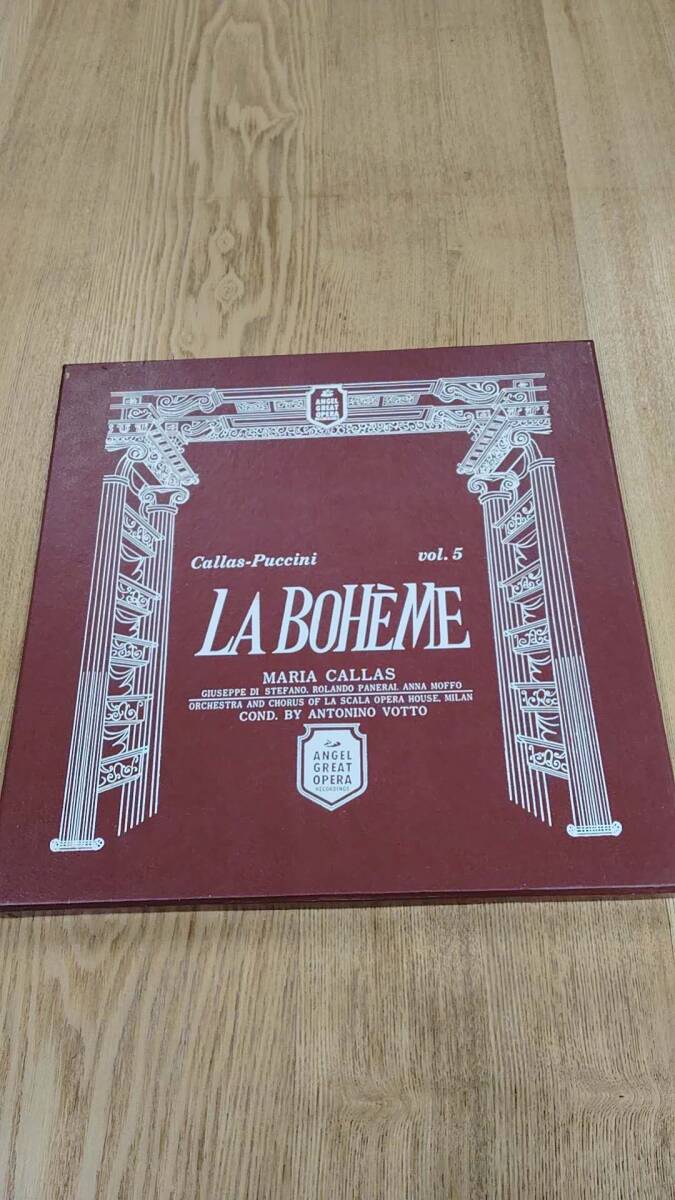 ANGEL
GREAT
OPERA
Callas-Puccini vol. 5
LA BOHèME
MARIA CALLAS
GIUSEPPE DI STEFANO. ROLANDO PANERAI. ANNA MOFFO
ORCHESTRA AND CHORUS OF LA SCALA OPERA HOUSE, MILAN
COND. BY ANTONINO VOTTO
ANGEL
GREAT
OPERA
RECORDINGS